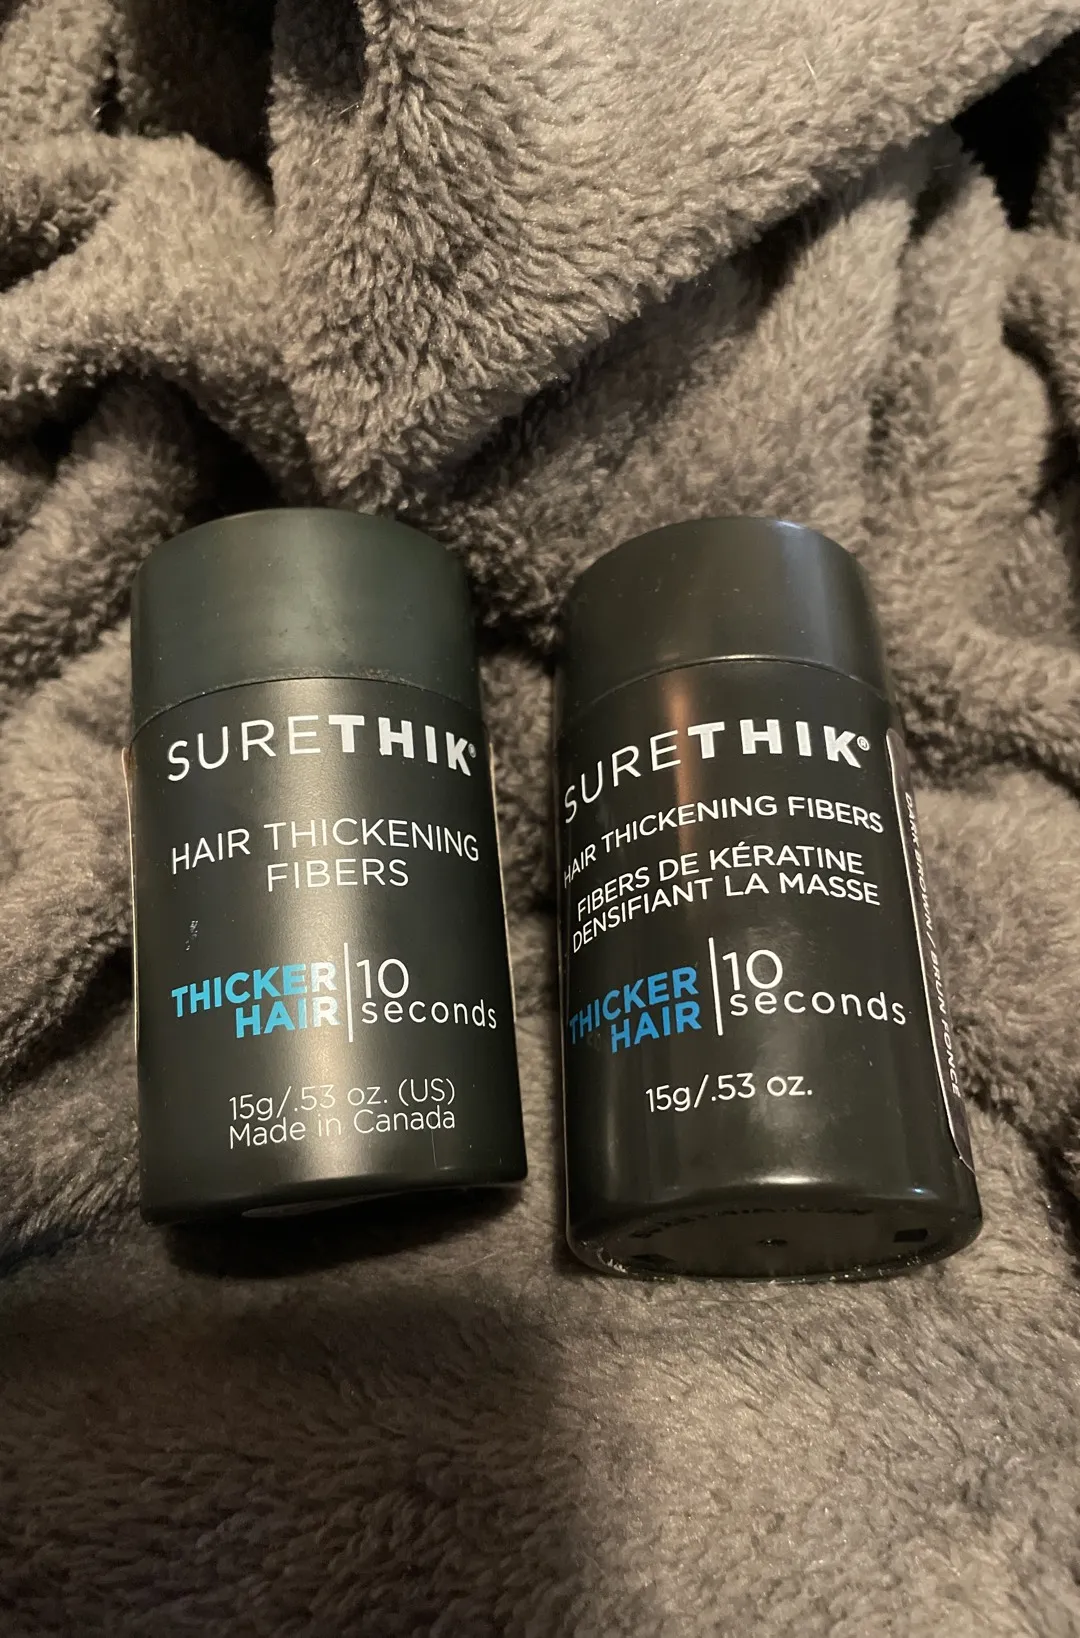 SURETHIK®
HAIR THICKENING
FIBERS
THICKER
HAIR
10
seconds
15g/.53 oz. (US)
Made in Canada
SURETHIK®
HAIR THICKENING FIBERS
FIBERS DE KÉRATINE
DENSIFIANT LA MASSE
THICKER
HAIR
10
seconds
15g/.53 oz.
DARK BROWN / BRUN FONCÉ